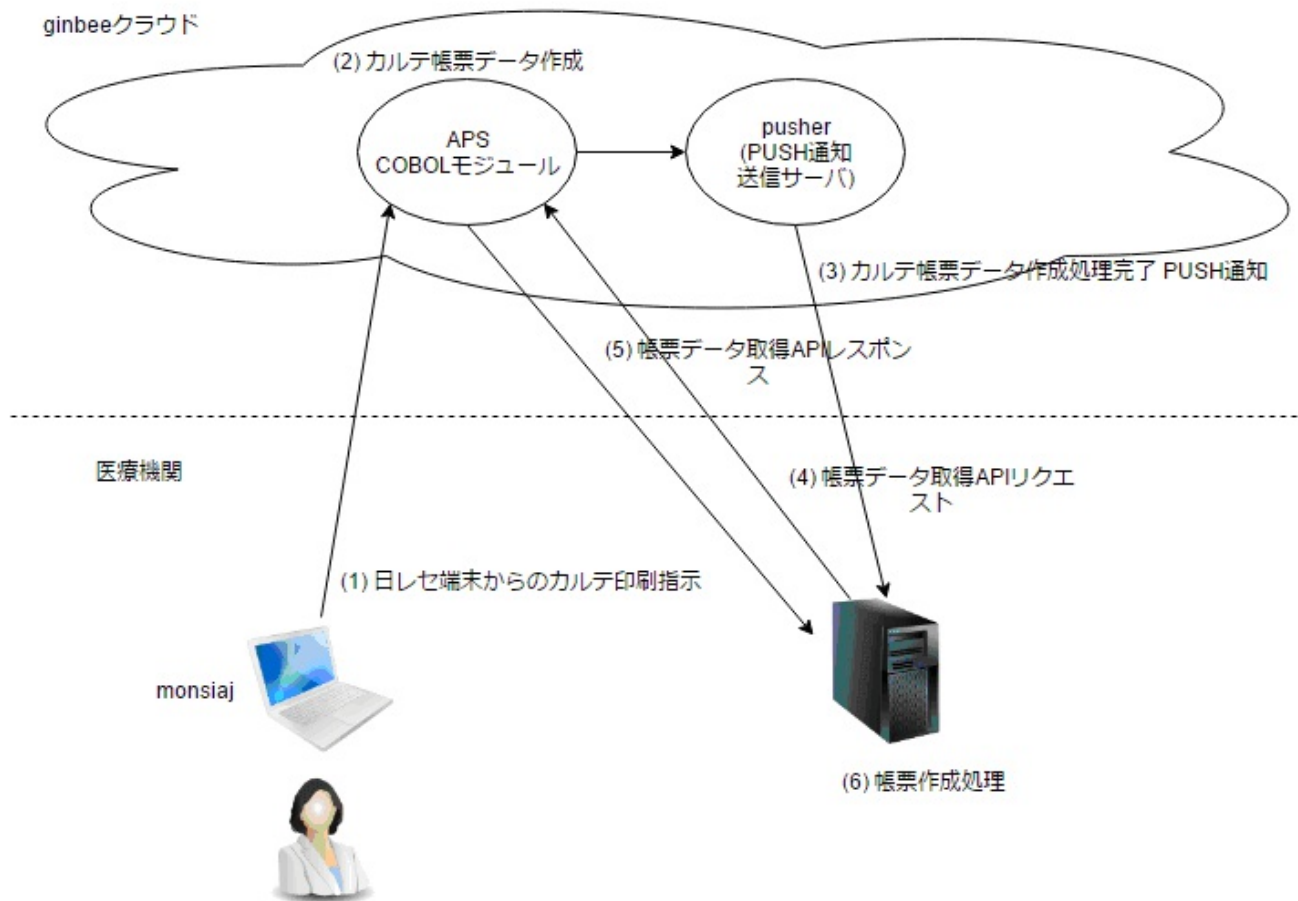 ginbeeクラウド
(2) カルテ帳票データ作成
APS
COBOLモジュール
pusher
(PUSH通知
送信サーバ)
(3) カルテ帳票データ作成処理完了 PUSH通知
(5) 帳票データ取得APIレスポン
ス
医療機関
(4) 帳票データ取得APIリクエ
スト
(1) 日レセ端末からのカルテ印刷指示
monsiaj
(6) 帳票作成処理